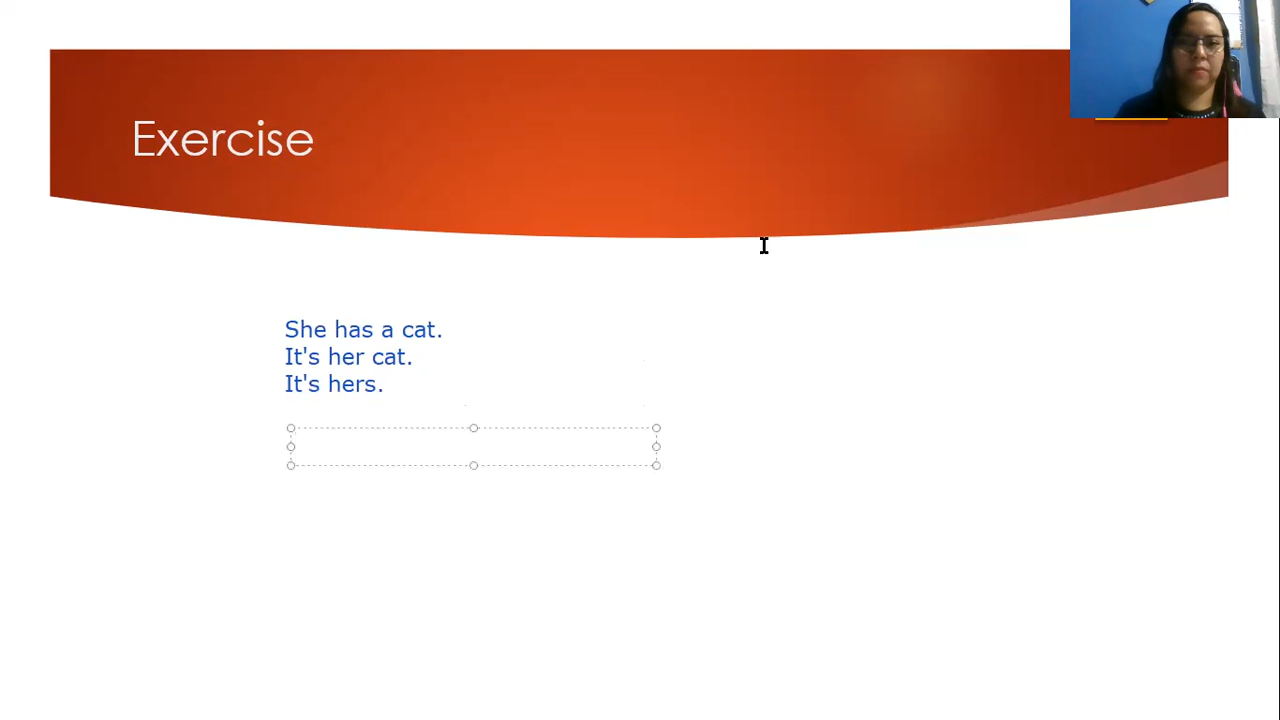 Exercise
She has a cat.
It's her cat.
It's hers.